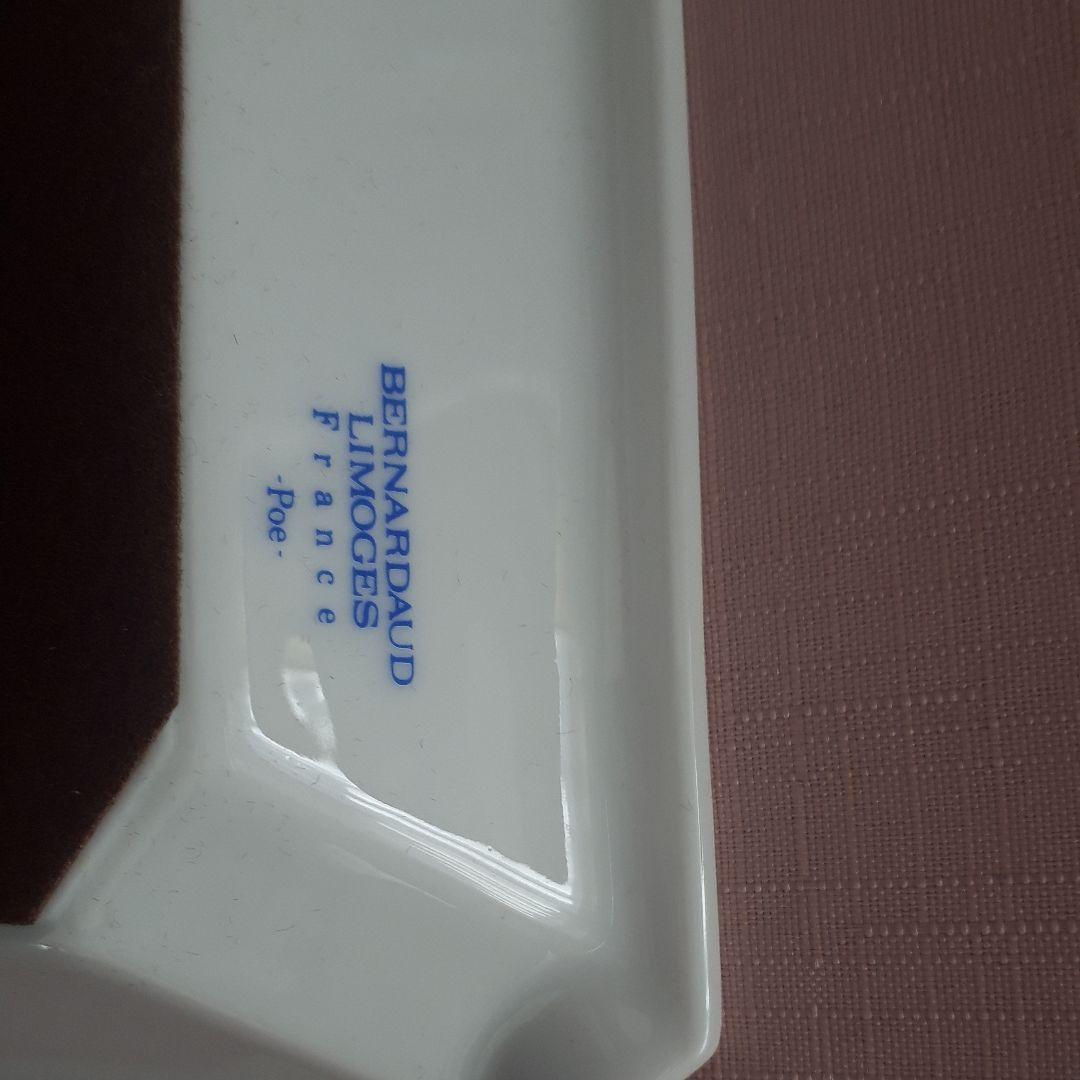 BERNARDAUD
LIMOGES
France
-Poe-